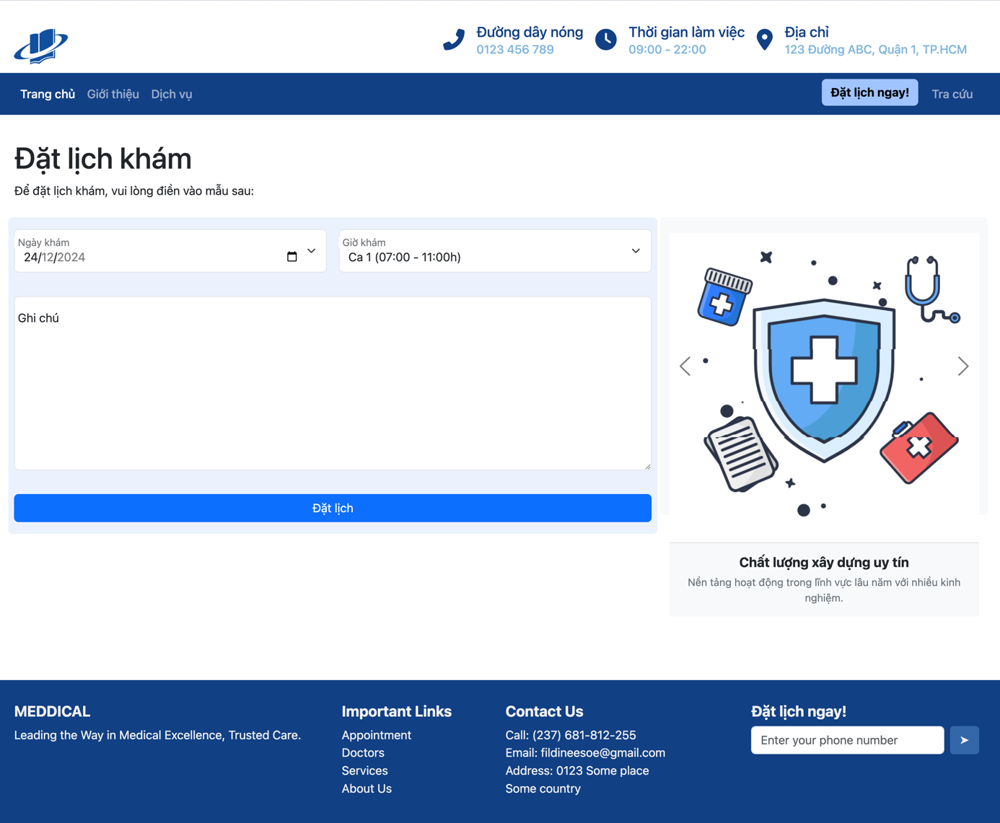 Đường dây nóng
0123 456 789
Thời gian làm việc
09:00 - 22:00
Địa chỉ
123 Đường ABC, Quận 1, TP.HCM
Trang chủ Giới thiệu Dịch vụ Đặt lịch ngay! Tra cứu
Đặt lịch khám
Để đặt lịch khám, vui lòng điền vào mẫu sau:
Ngày khám
24/12/2024
Giờ khám
Ca 1 (07:00 - 11:00h)
Ghi chú
Đặt lịch
Chất lượng xây dựng uy tín
Nền tảng hoạt động trong lĩnh vực lâu năm với nhiều kinh
nghiệm.
MEDDICAL
Leading the Way in Medical Excellence, Trusted Care.
Important Links
Appointment
Doctors
Services
About Us
Contact Us
Call: (237) 681-812-255
Email: fildineesoe@gmail.com
Address: 0123 Some place
Some country
Đặt lịch ngay!
Enter your phone number